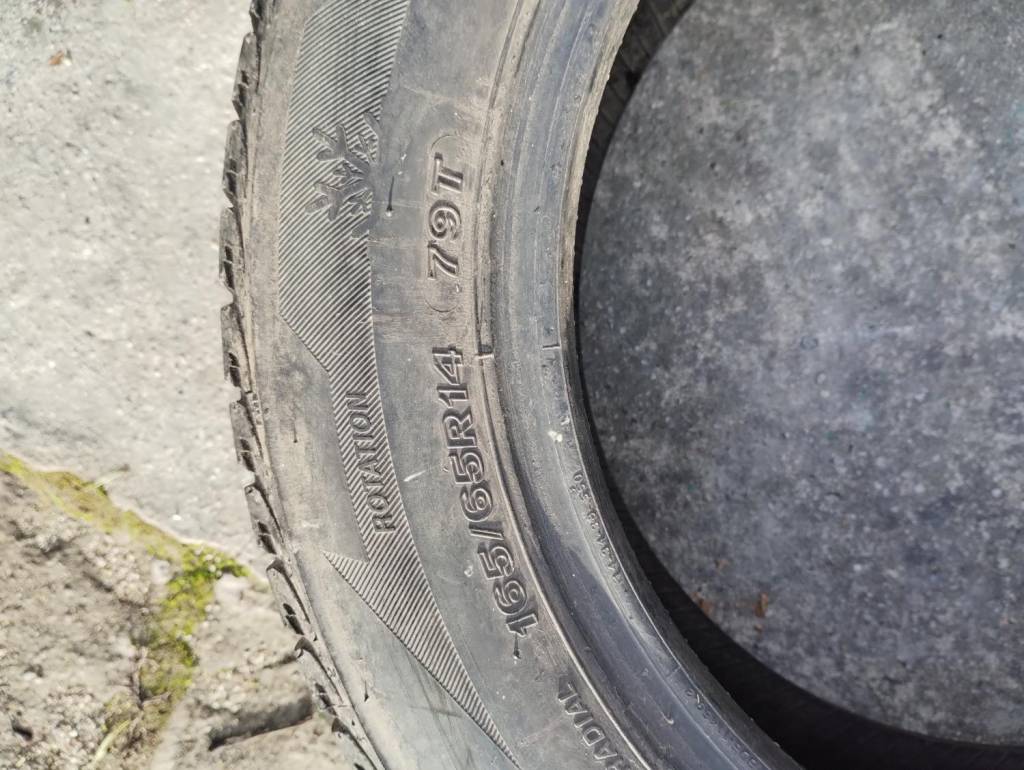 ROTATION
165/65R14 79T
RADIAL